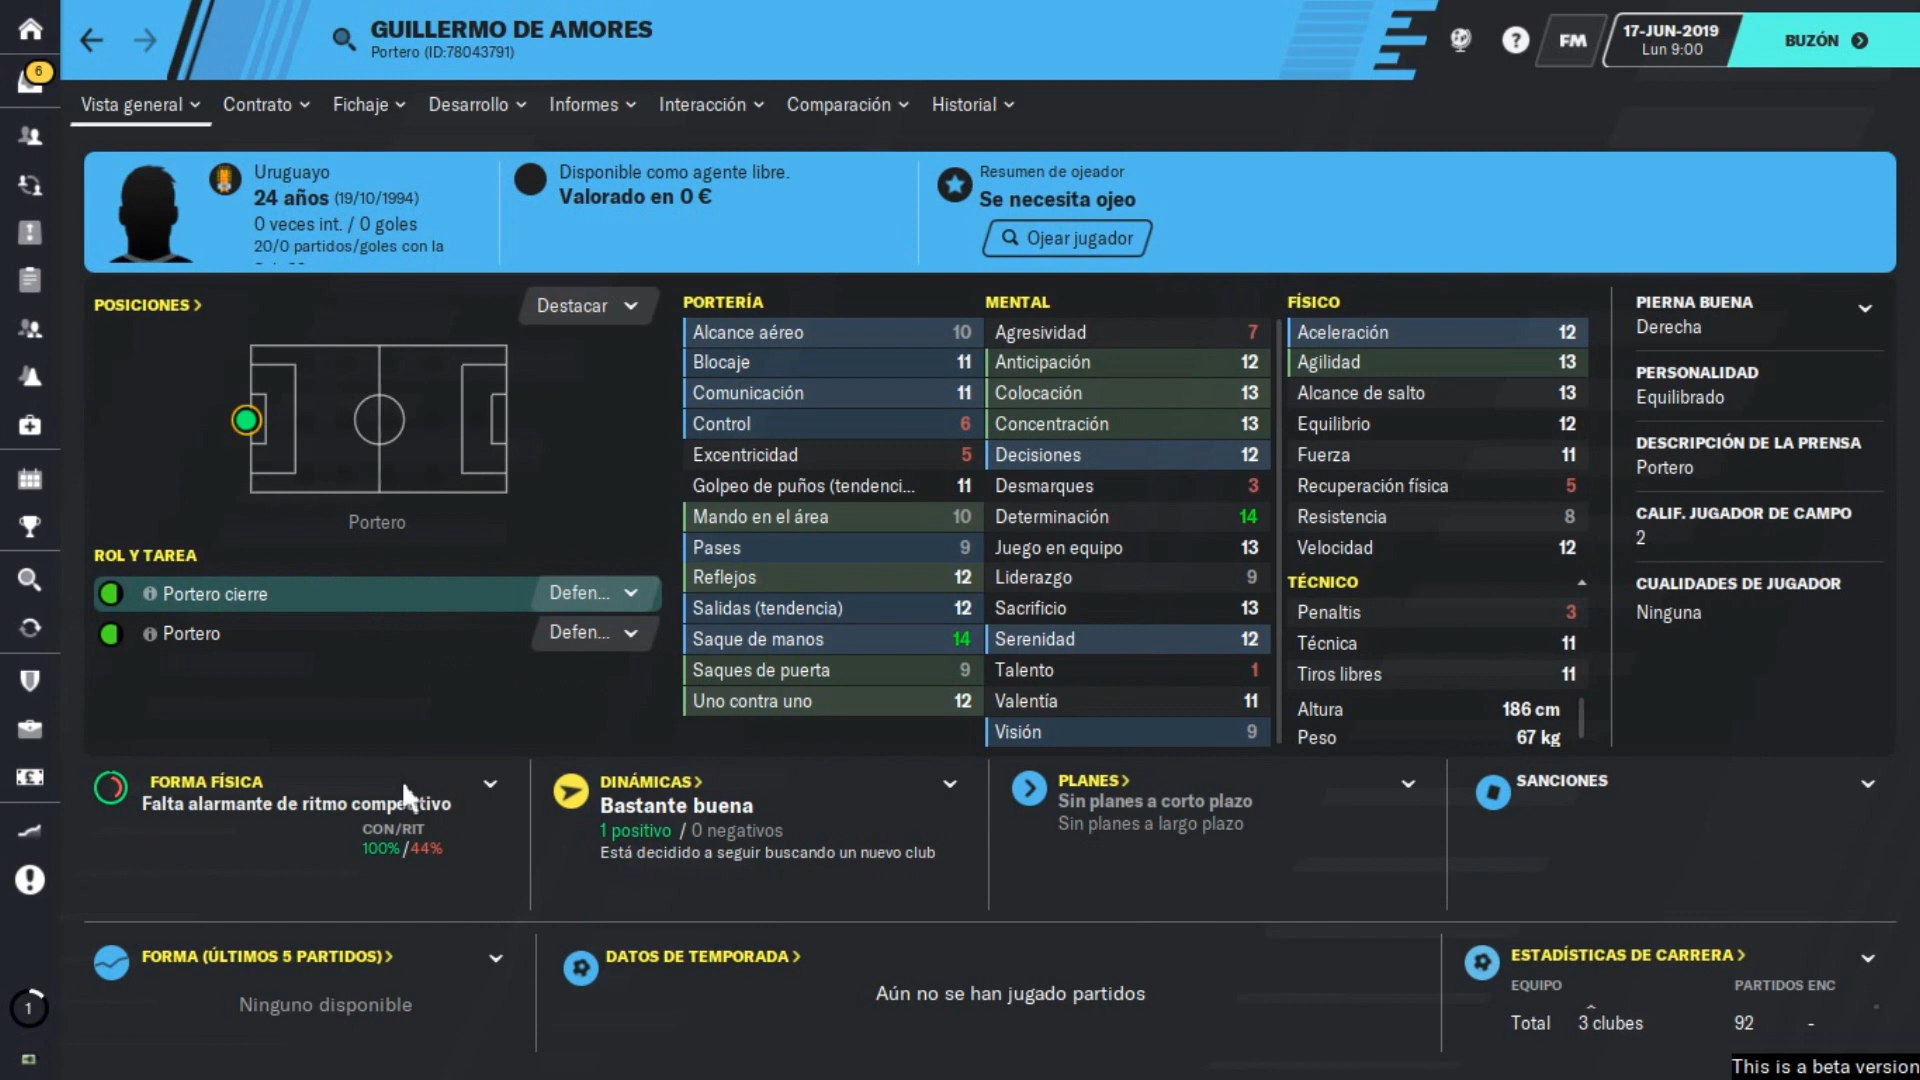 GUILLERMO DE AMORES
Portero (ID:78043791)
FM
17-JUN-2019
Lun 9:00
BUZÓN
6
Vista general
Contrato
Fichaje
Desarrollo
Informes
Interacción
Comparación
Historial
Uruguayo
24 años (19/10/1994)
0 veces int. / 0 goles
20/0 partidos/goles con la
Disponible como agente libre.
Valorado en 0 €
Resumen de ojeador
Se necesita ojeo
Ojear jugador
POSICIONES >
Destacar
Portero
ROL Y TAREA
Portero cierre Defen...
Portero Defen...
PORTERÍA
Alcance aéreo 10
Blocaje 11
Comunicación 11
Control 6
Excentricidad 5
Golpeo de puños (tendenci... 11
Mando en el área 10
Pases 9
Reflejos 12
Salidas (tendencia) 12
Saque de manos 14
Saques de puerta 9
Uno contra uno 12
MENTAL
Agresividad 7
Anticipación 12
Colocación 13
Concentración 13
Decisiones 12
Desmarques 3
Determinación 14
Juego en equipo 13
Liderazgo 9
Sacrificio 13
Serenidad 12
Talento 1
Valentía 11
Visión 9
FÍSICO
Aceleración 12
Agilidad 13
Alcance de salto 13
Equilibrio 12
Fuerza 11
Recuperación física 5
Resistencia 8
Velocidad 12
TÉCNICO
Penaltis 3
Técnica 11
Tiros libres 11
Altura 186 cm
Peso 67 kg
PIERNA BUENA
Derecha
PERSONALIDAD
Equilibrado
DESCRIPCIÓN DE LA PRENSA
Portero
CALIF. JUGADOR DE CAMPO
2
CUALIDADES DE JUGADOR
Ninguna
FORMA FÍSICA
Falta alarmante de ritmo competitivo
CON/RIT
100% / 44%
DINÁMICAS >
Bastante buena
1 positivo / 0 negativos
Está decidido a seguir buscando un nuevo club
PLANES >
Sin planes a corto plazo
Sin planes a largo plazo
SANCIONES
FORMA (ÚLTIMOS 5 PARTIDOS) >
Ninguno disponible
DATOS DE TEMPORADA >
Aún no se han jugado partidos
ESTADÍSTICAS DE CARRERA >
EQUIPO PARTIDOS ENC
Total 3 clubes 92 -
1
This is a beta version